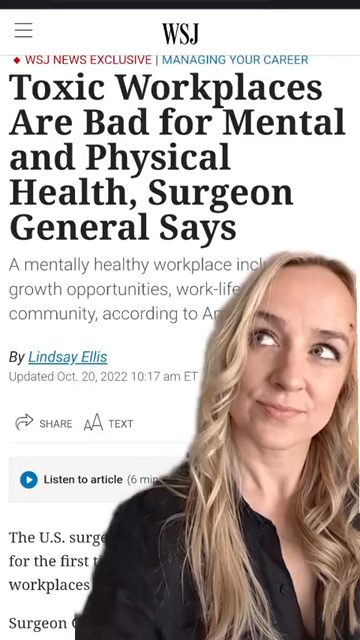 WSJ
WSJ NEWS EXCLUSIVE | MANAGING YOUR CAREER
Toxic Workplaces
Are Bad for Mental
and Physical
Health, Surgeon
General Says
A mentally healthy workplace
growth opportunities, work-life
community, according to
By Lindsay Ellis
Updated Oct. 20, 2022 10:17 am ET
SHARE AA TEXT
Listen to article (6
The U.S.
for the first
workplaces
Surgeon